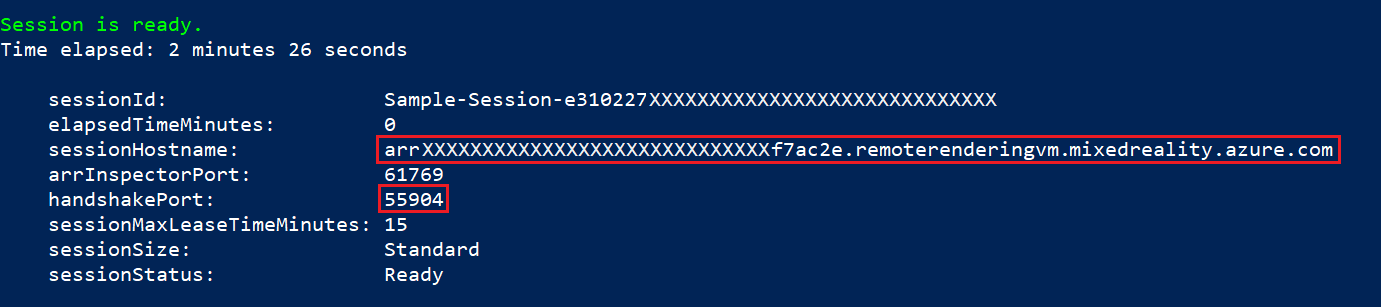 Session is ready.
Time elapsed: 2 minutes 26 seconds
sessionId: Sample-Session-e310227XXXXXXXXXXXXXXXXXXXXXXXXXXXXX
elapsedTimeMinutes: 0
sessionHostname: arrXXXXXXXXXXXXXXXXXXXXXXXXXXXXXf7ac2e.remoterenderingvm.mixedreality.azure.com
arrInspectorPort: 61769
handshakePort: 55904
sessionMaxLeaseTimeMinutes: 15
sessionSize: Standard
sessionStatus: Ready